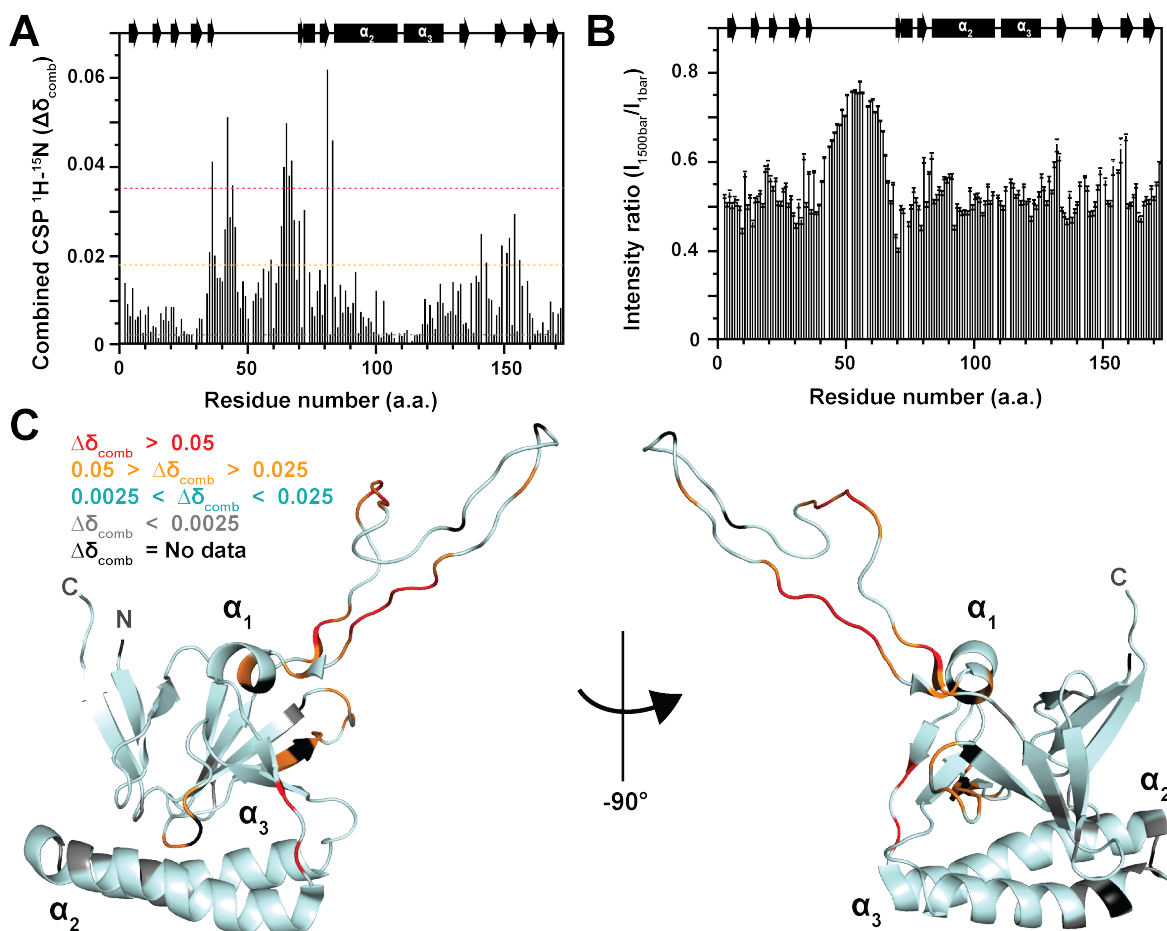 A
α2
α3
Combined CSP 1H-15N (Δδcomb)
0.06
0.04
0.02
0
0
50
100
150
Residue number (a.a.)
B
α2
α3
Intensity ratio (I1500bar/I1bar)
0.8
0.6
0.4
0
0
50
100
150
Residue number (a.a.)
C
Δδcomb > 0.05
0.05 > Δδcomb > 0.025
0.0025 < Δδcomb < 0.025
Δδcomb < 0.0025
Δδcomb = No data
C
N
α1
α3
α2
-90°
α1
C
α2
α3